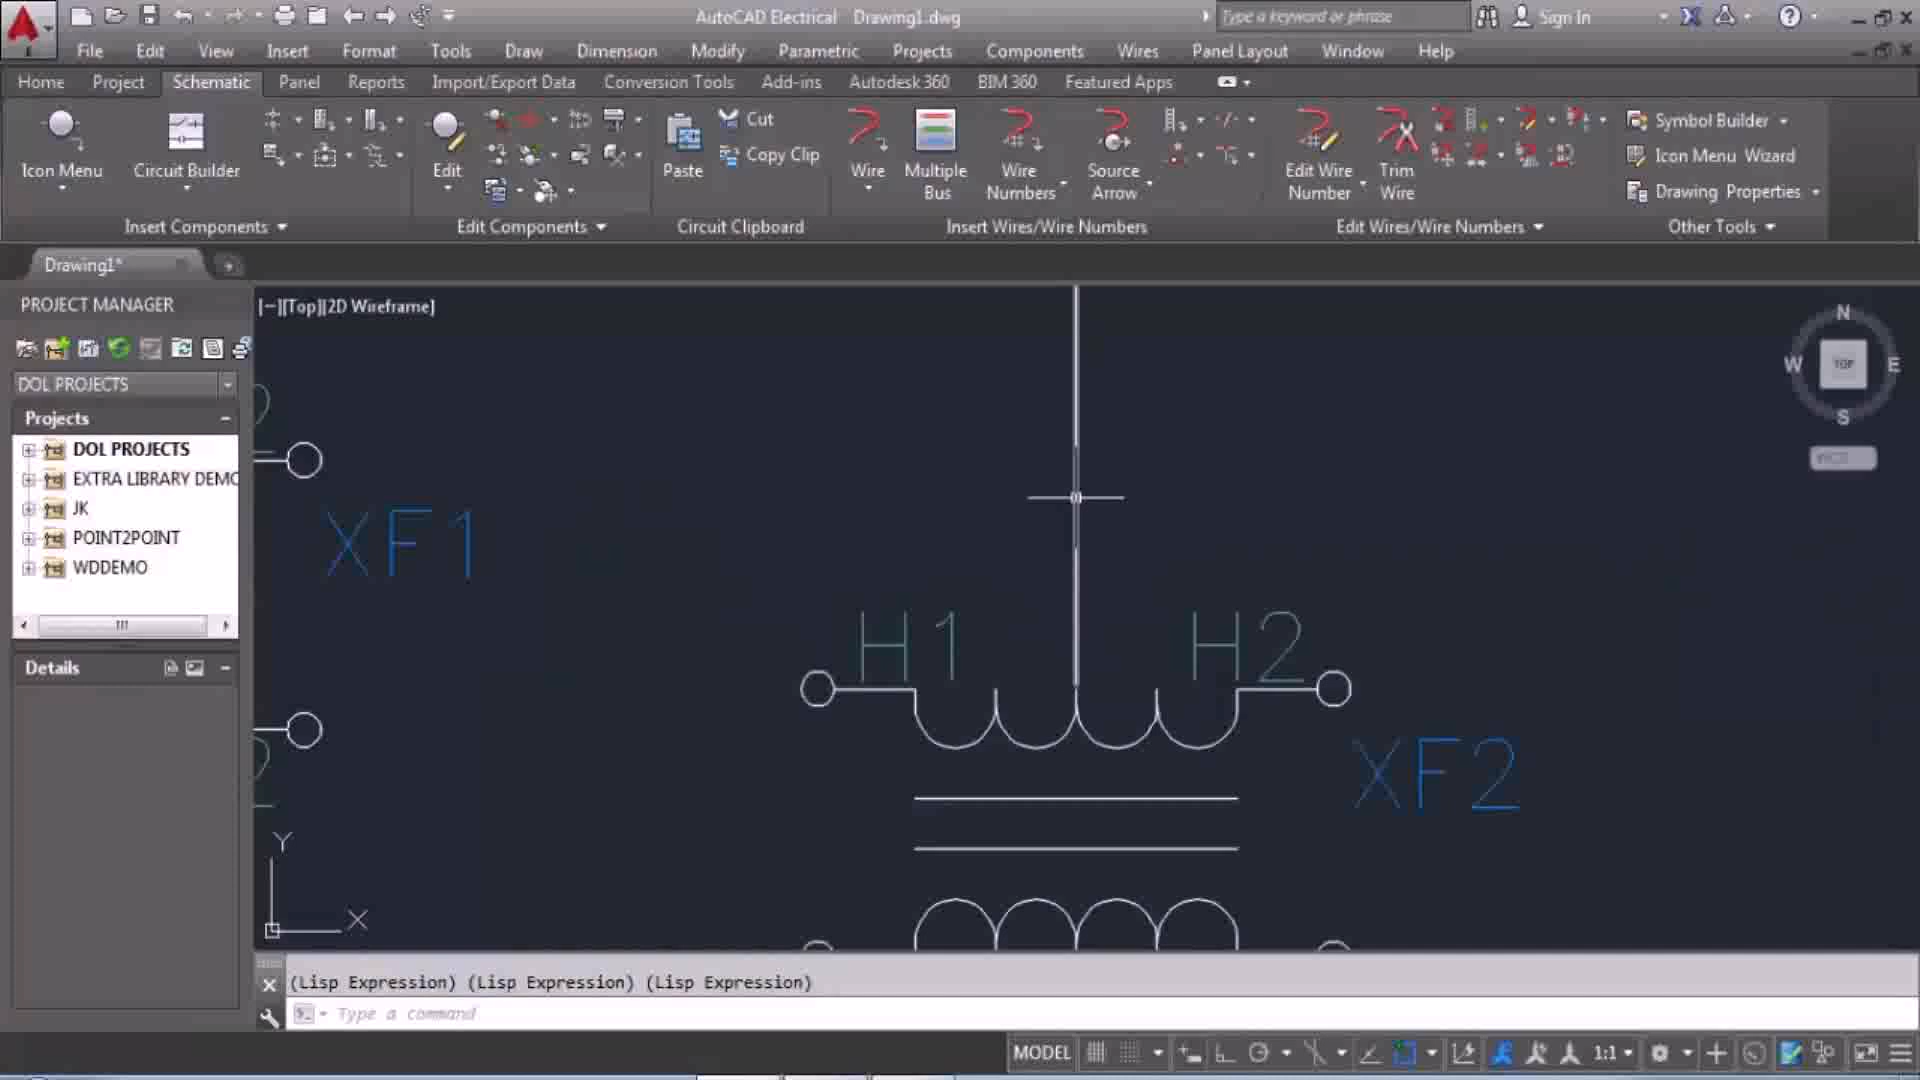 AutoCAD Electrical Drawing1.dwg
Type a keyword or phrase
Sign In
File Edit View Insert Format Tools Draw Dimension Modify Parametric Projects Components Wires Panel Layout Window Help
Home Project Schematic Panel Reports Import/Export Data Conversion Tools Add-ins Autodesk 360 BIM 360 Featured Apps
Icon Menu
Circuit Builder
Edit
Paste
Cut
Copy Clip
Wire
Multiple Bus
Wire Numbers
Source Arrow
Edit Wire Number
Trim Wire
Symbol Builder
Icon Menu Wizard
Drawing Properties
Insert Components
Edit Components
Circuit Clipboard
Insert Wires/Wire Numbers
Edit Wires/Wire Numbers
Other Tools
Drawing1*
PROJECT MANAGER
[−][Top][2D Wireframe]
N
W
TOP
E
S
DOL PROJECTS
Projects
DOL PROJECTS
EXTRA LIBRARY DEMO
JK
POINT2POINT
WDDEMO
Details
XF1
H1
H2
XF2
Y
X
(Lisp Expression) (Lisp Expression) (Lisp Expression)
Type a command
MODEL
1:1